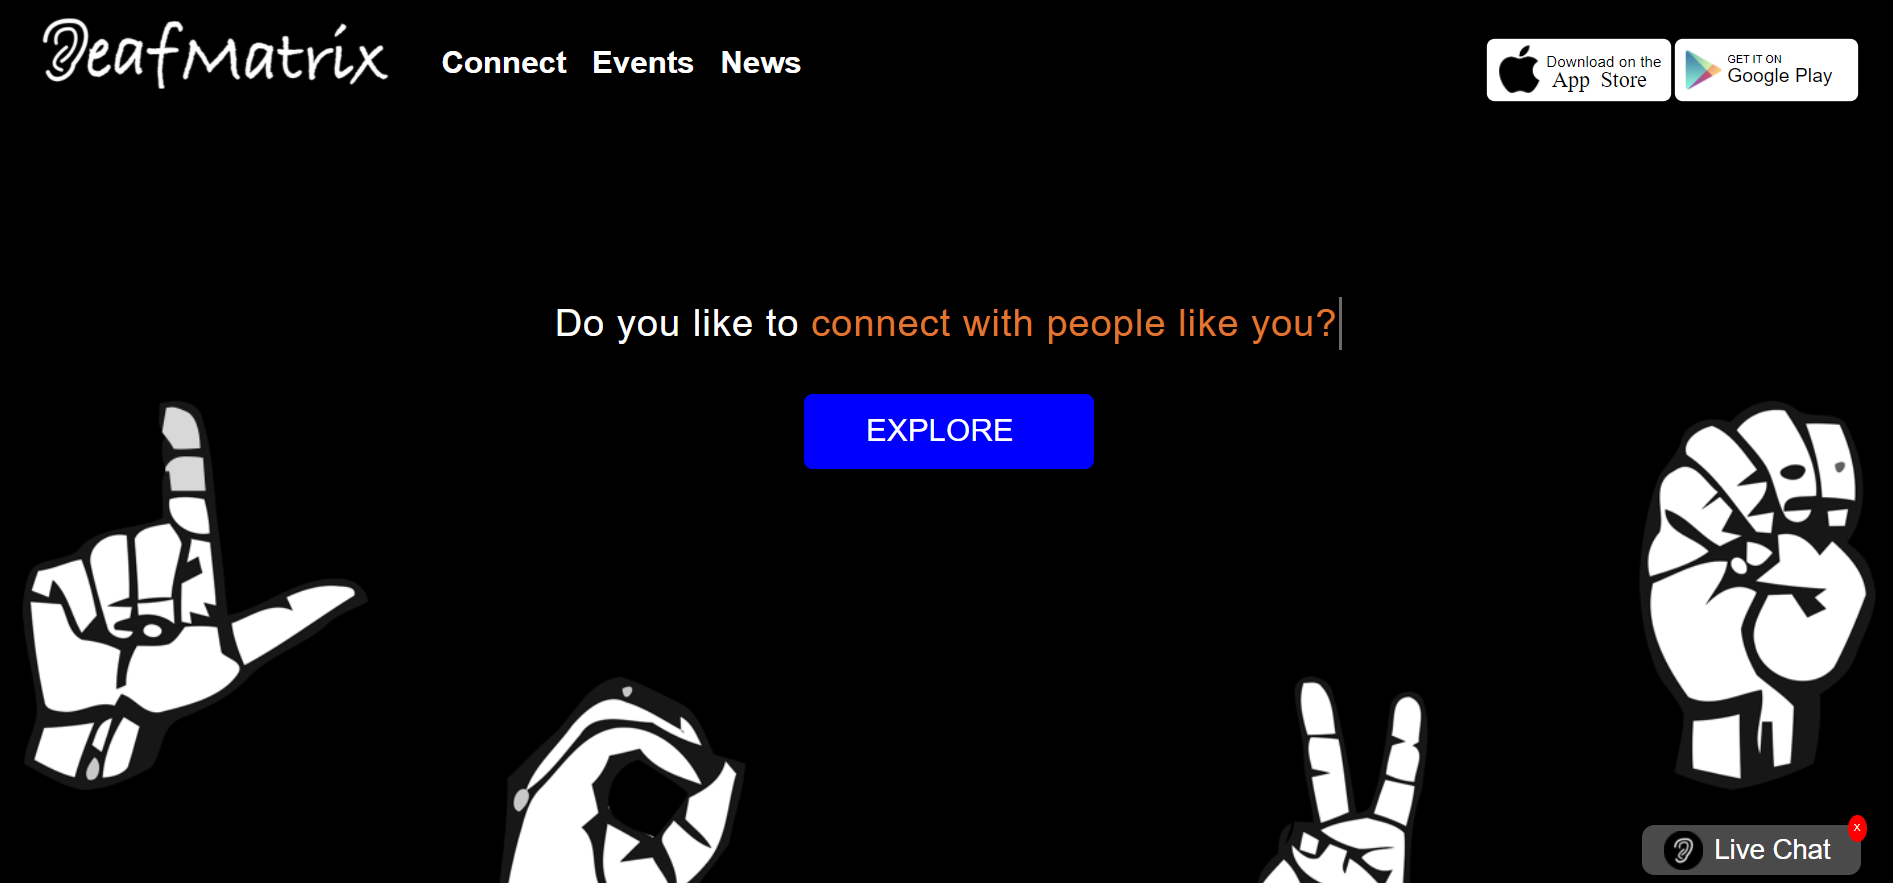 DeafMatrix
Connect Events News
Download on the
App Store
GET IT ON
Google Play
Do you like to connect with people like you?
EXPLORE
x
Live Chat